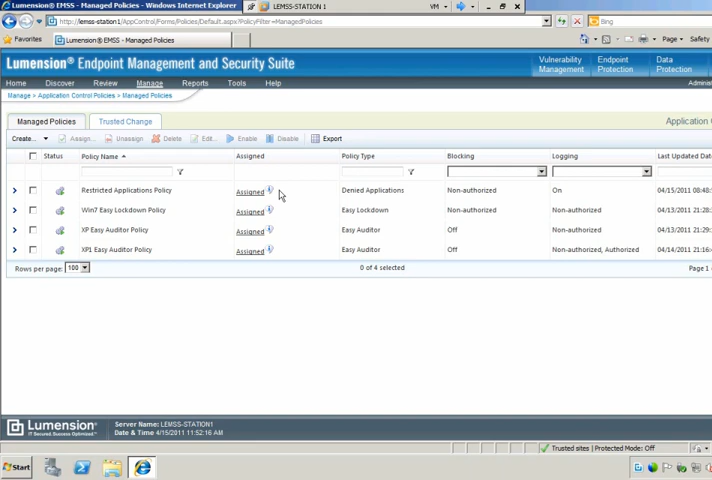 Lumension® EMSS - Managed Policies - Windows Internet Explorer
LEMSS-STATION 1
VM
http://lemss-station1/AppControl/Forms/Policies/Default.aspx?PolicyFilter=ManagedPolicies
Bing
Favorites
Lumension® EMSS - Managed Policies
Page
Safety
Lumension® Endpoint Management and Security Suite
Vulnerability Management
Endpoint Protection
Data Protection
Home Discover Review Manage Reports Tools Help
Manage > Application Control Policies > Managed Policies
Managed Policies
Trusted Change
Application
Create... Assign... Unassign Delete Edit... Enable Disable Export
Status Policy Name Assigned Policy Type Blocking Logging Last Updated Dat
Restricted Applications Policy Assigned Denied Applications Non-authorized On 04/15/2011 08:48:
Win7 Easy Lockdown Policy Assigned Easy Lockdown Non-authorized Non-authorized 04/13/2011 21:28:
XP Easy Auditor Policy Assigned Easy Auditor Off Non-authorized 04/13/2011 21:29:
XP1 Easy Auditor Policy Assigned Easy Auditor Off Non-authorized, Authorized 04/14/2011 21:16:
Rows per page: 100
0 of 4 selected
Page 1
Lumension
IT Secured. Success Optimized.™
Server Name: LEMSS-STATION1
Date & Time 4/15/2011 11:52:16 AM
Trusted sites | Protected Mode: Off
Start